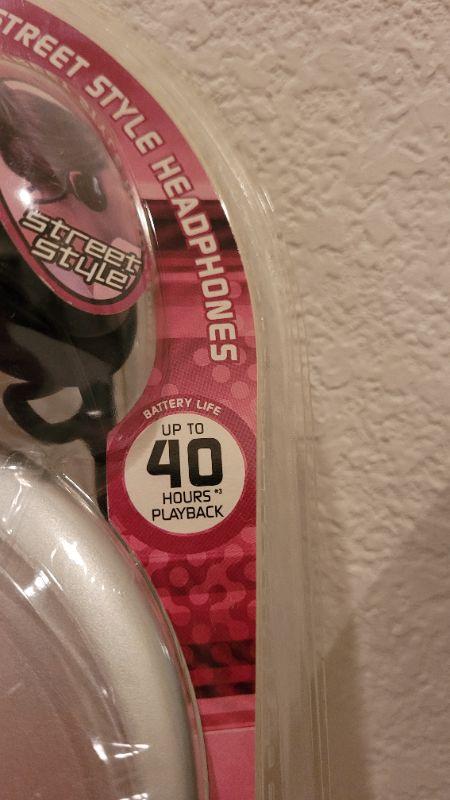 STREET STYLE HEADPHONES
street
style
BATTERY LIFE
UP TO
40
HOURS *3
PLAYBACK